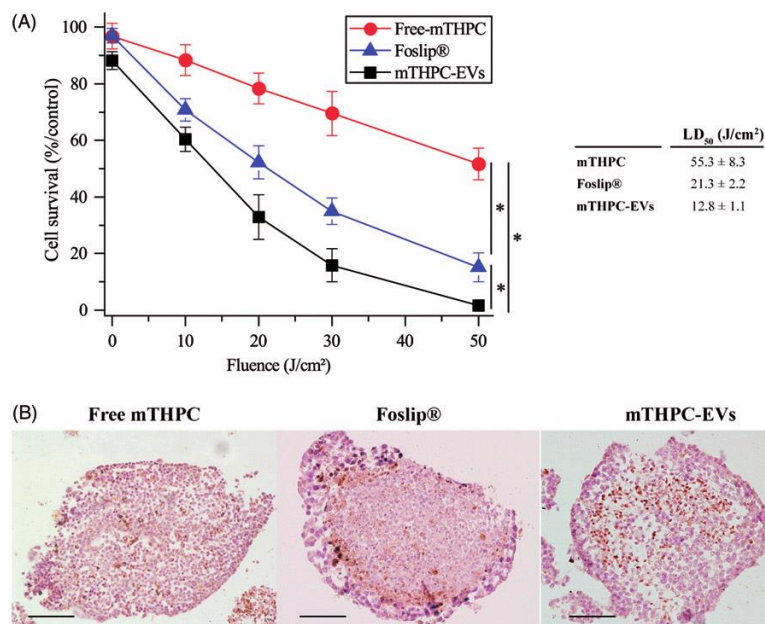 (A)
100
80
60
40
20
0
Cell survival (%/control)
0 10 20 30 40 50
Fluence (J/cm²)
Free-mTHPC
Foslip®
mTHPC-EVs
*
*
*
LD₅₀ (J/cm²)
mTHPC 55.3 ± 8.3
Foslip® 21.3 ± 2.2
mTHPC-EVs 12.8 ± 1.1
(B)
Free mTHPC Foslip® mTHPC-EVs